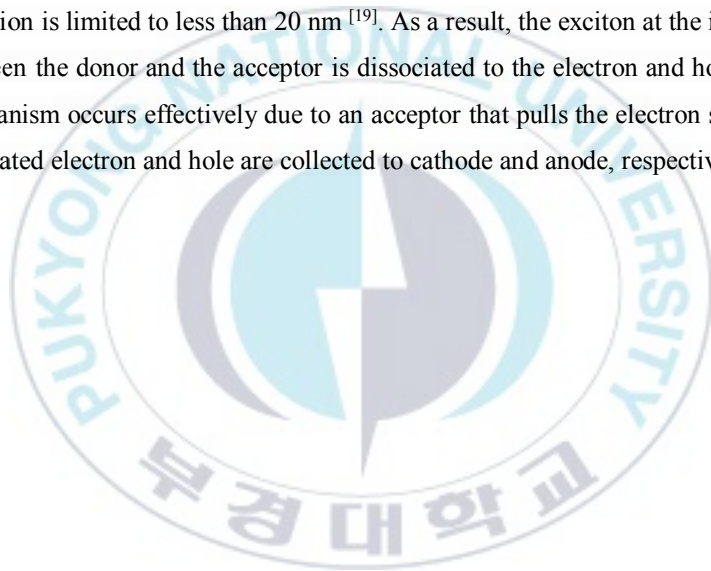 ion is limited to less than 20 nm [19]. As a result, the exciton at the i
een the donor and the acceptor is dissociated to the electron and ho
anism occurs effectively due to an acceptor that pulls the electron s
ated electron and hole are collected to cathode and anode, respectiv
PUKYONG NATIONAL UNIVERSITY
부경대학교